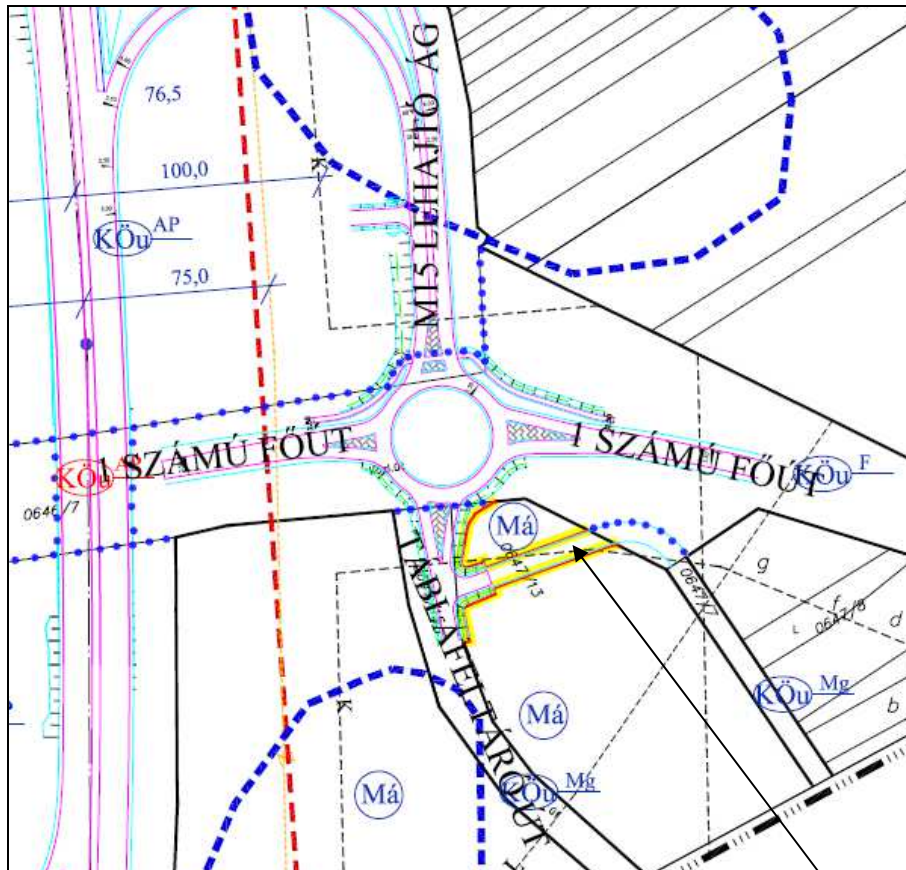 M15 LEHAJTÓ ÁG
76,5
100,0
K
KÖu AP
75,0
1 SZÁMÚ FŐÚT
1 SZÁMÚ FŐÚT
KÖu F
KÖu
0646/7
Má
0647/13
g
0647/7
f
L
0647/8
d
TÁBLAFELTÁRÓ ÚT
K
Má
KÖu Mg
b
Má
KÖu Mg